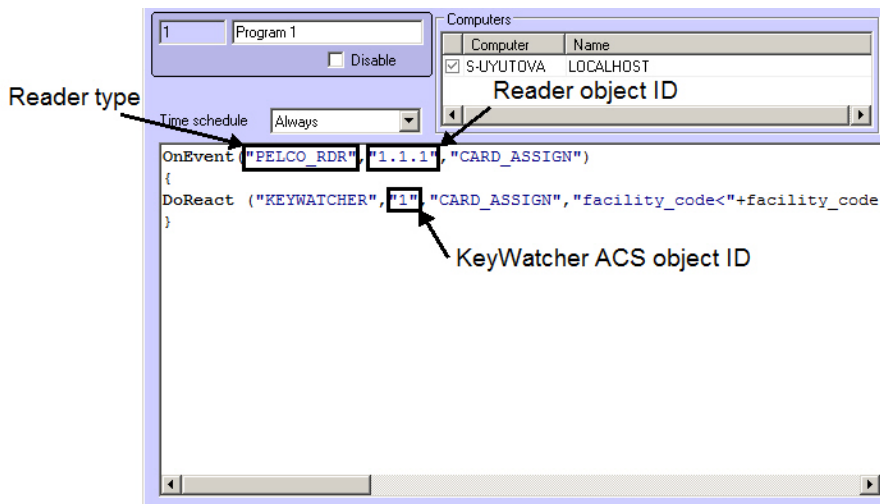 1 Program 1
Disable
Computers
Computer Name
S-UYUTOVA LOCALHOST
Reader type
Reader object ID
Time schedule Always
OnEvent("PELCO_RDR","1.1.1","CARD_ASSIGN")
{
DoReact ("KEYWATCHER","1","CARD_ASSIGN","facility_code<"+facility_code
}
KeyWatcher ACS object ID